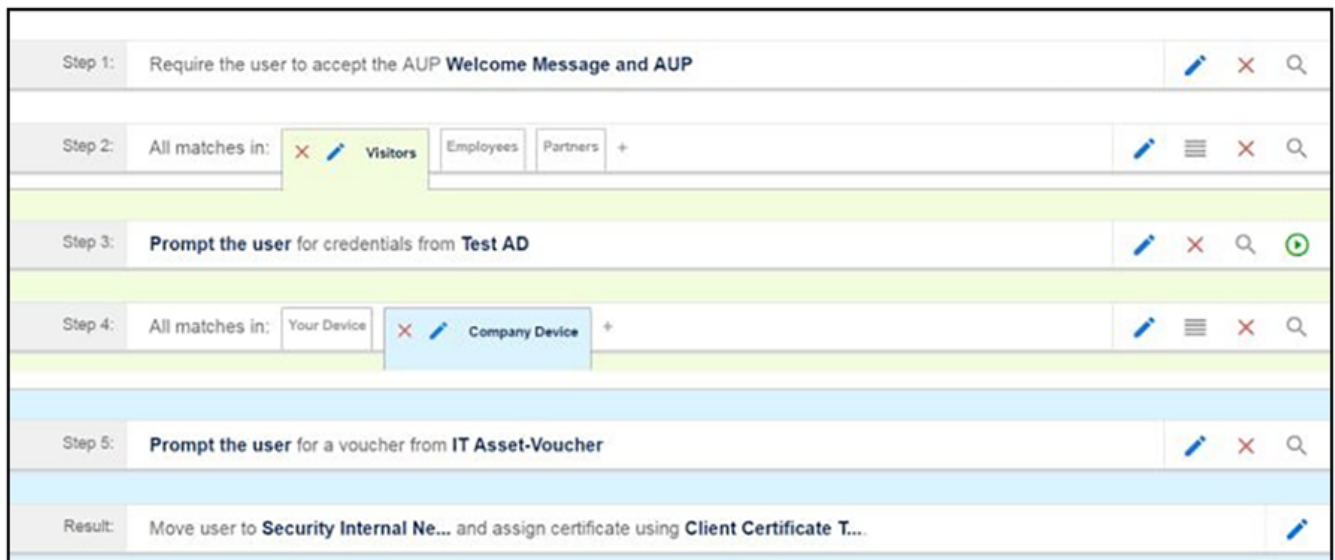 Step 1: Require the user to accept the AUP Welcome Message and AUP
Step 2: All matches in: Visitors Employees Partners +
Step 3: Prompt the user for credentials from Test AD
Step 4: All matches in: Your Device Company Device +
Step 5: Prompt the user for a voucher from IT Asset-Voucher
Result: Move user to Security Internal Ne... and assign certificate using Client Certificate T....